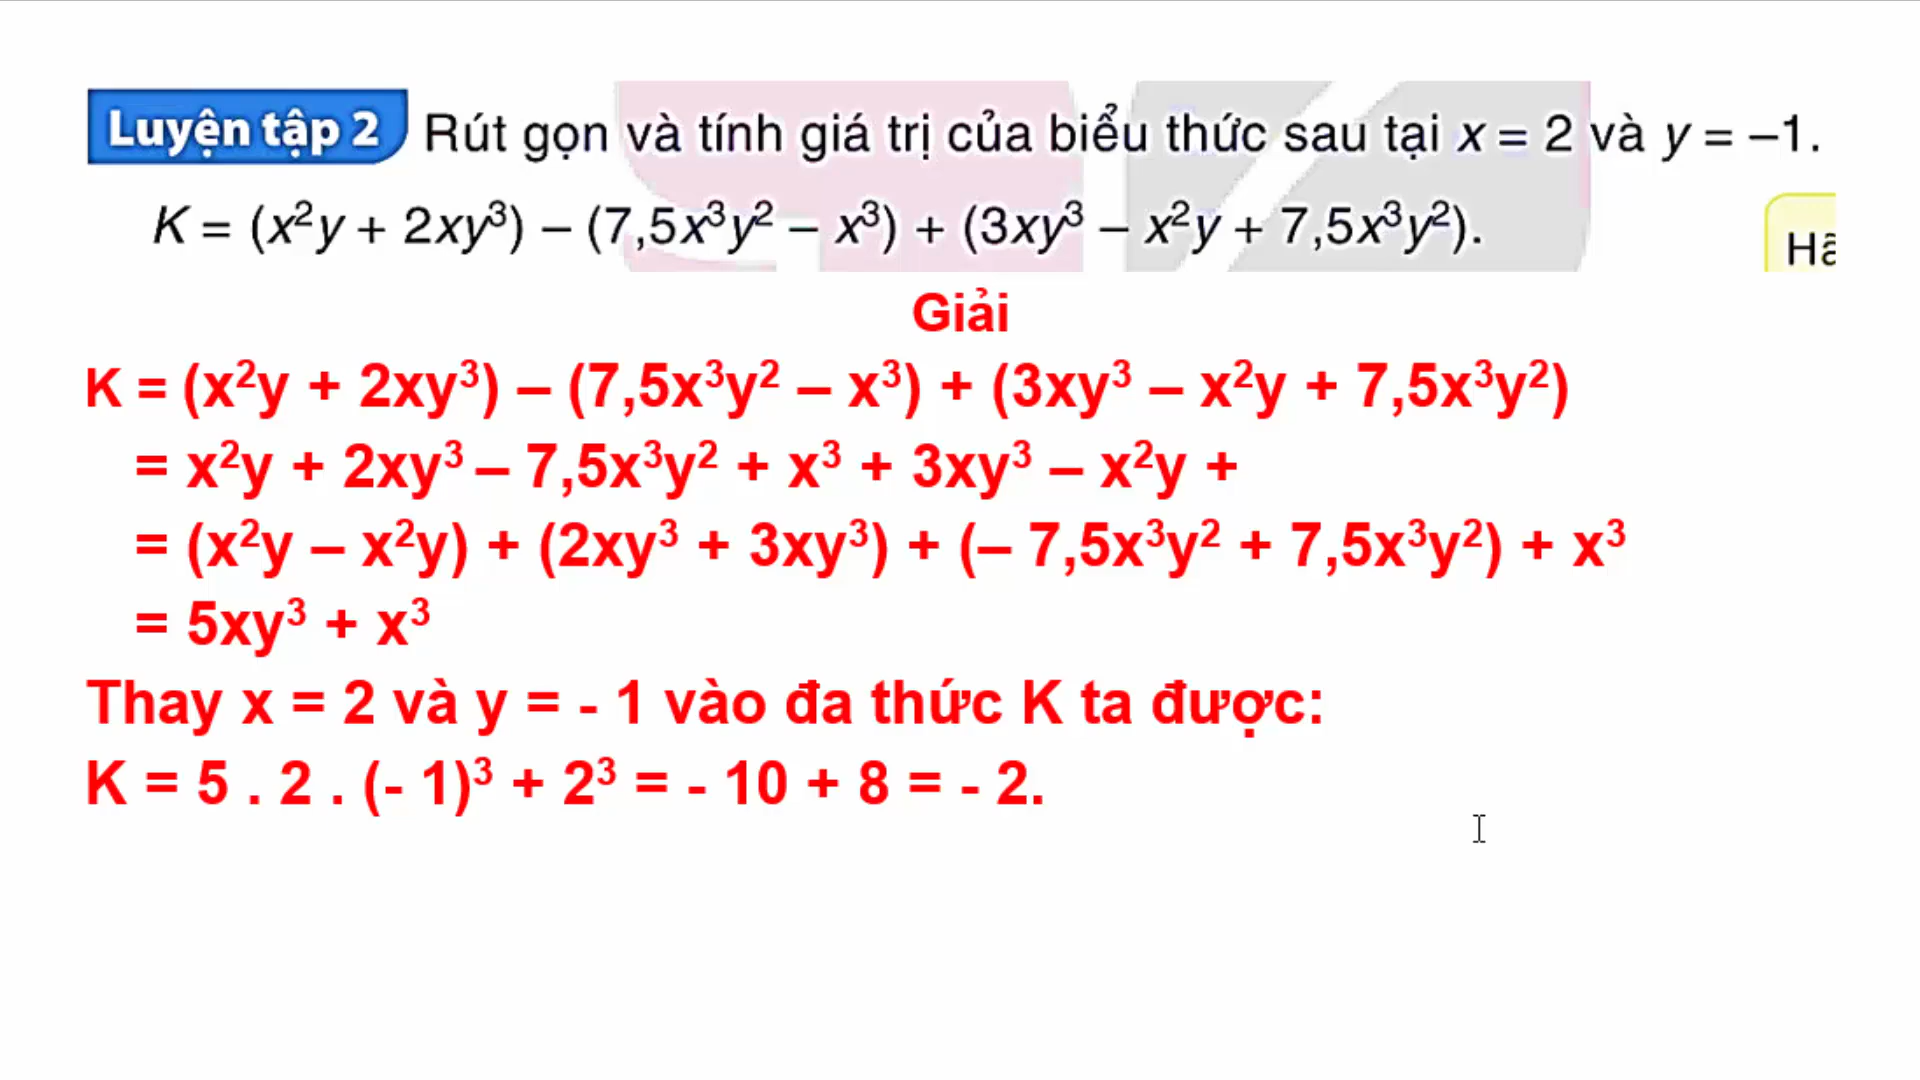 Luyện tập 2 Rút gọn và tính giá trị của biểu thức sau tại x = 2 và y = –1.
K = (x²y + 2xy³) – (7,5x³y² – x³) + (3xy³ – x²y + 7,5x³y²).
Giải
K = (x²y + 2xy³) – (7,5x³y² – x³) + (3xy³ – x²y + 7,5x³y²)
= x²y + 2xy³ – 7,5x³y² + x³ + 3xy³ – x²y +
= (x²y – x²y) + (2xy³ + 3xy³) + (– 7,5x³y² + 7,5x³y²) + x³
= 5xy³ + x³
Thay x = 2 và y = - 1 vào đa thức K ta được:
K = 5 . 2 . (- 1)³ + 2³ = - 10 + 8 = - 2.